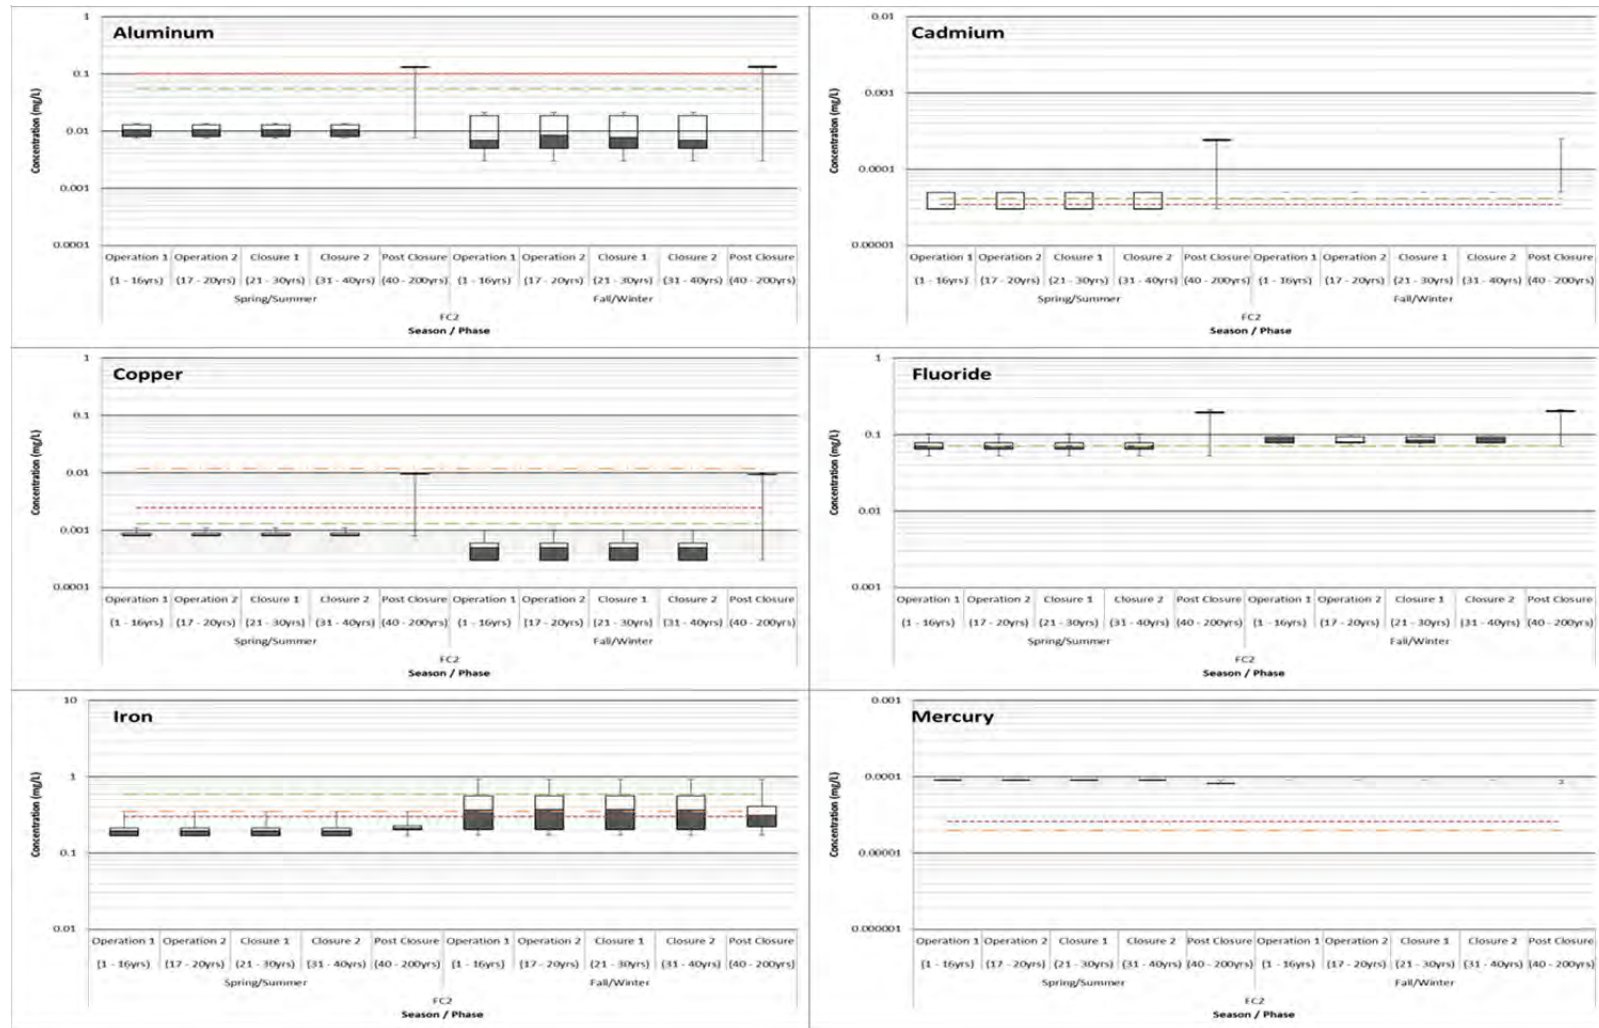 Aluminum
Concentration (mg/L)
1
0.1
0.01
0.001
0.0001
Operation 1 Operation 2 Closure 1 Closure 2 Post Closure Operation 1 Operation 2 Closure 1 Closure 2 Post Closure
(1 - 16yrs) (17 - 20yrs) (21 - 30yrs) (31 - 40yrs) (40 - 200yrs) (1 - 16yrs) (17 - 20yrs) (21 - 30yrs) (31 - 40yrs) (40 - 200yrs)
Spring/Summer Fall/Winter
FC2
Season / Phase
Cadmium
Concentration (mg/L)
0.01
0.001
0.0001
0.00001
Operation 1 Operation 2 Closure 1 Closure 2 Post Closure Operation 1 Operation 2 Closure 1 Closure 2 Post Closure
(1 - 16yrs) (17 - 20yrs) (21 - 30yrs) (31 - 40yrs) (40 - 200yrs) (1 - 16yrs) (17 - 20yrs) (21 - 30yrs) (31 - 40yrs) (40 - 200yrs)
Spring/Summer Fall/Winter
FC2
Season / Phase
Copper
Concentration (mg/L)
1
0.1
0.01
0.001
0.0001
Operation 1 Operation 2 Closure 1 Closure 2 Post Closure Operation 1 Operation 2 Closure 1 Closure 2 Post Closure
(1 - 16yrs) (17 - 20yrs) (21 - 30yrs) (31 - 40yrs) (40 - 200yrs) (1 - 16yrs) (17 - 20yrs) (21 - 30yrs) (31 - 40yrs) (40 - 200yrs)
Spring/Summer Fall/Winter
FC2
Season / Phase
Fluoride
Concentration (mg/L)
1
0.1
0.01
0.001
Operation 1 Operation 2 Closure 1 Closure 2 Post Closure Operation 1 Operation 2 Closure 1 Closure 2 Post Closure
(1 - 16yrs) (17 - 20yrs) (21 - 30yrs) (31 - 40yrs) (40 - 200yrs) (1 - 16yrs) (17 - 20yrs) (21 - 30yrs) (31 - 40yrs) (40 - 200yrs)
Spring/Summer Fall/Winter
FC2
Season / Phase
Iron
Concentration (mg/L)
10
1
0.1
0.01
Operation 1 Operation 2 Closure 1 Closure 2 Post Closure Operation 1 Operation 2 Closure 1 Closure 2 Post Closure
(1 - 16yrs) (17 - 20yrs) (21 - 30yrs) (31 - 40yrs) (40 - 200yrs) (1 - 16yrs) (17 - 20yrs) (21 - 30yrs) (31 - 40yrs) (40 - 200yrs)
Spring/Summer Fall/Winter
FC2
Season / Phase
Mercury
Concentration (mg/L)
0.001
0.0001
0.00001
0.000001
Operation 1 Operation 2 Closure 1 Closure 2 Post Closure Operation 1 Operation 2 Closure 1 Closure 2 Post Closure
(1 - 16yrs) (17 - 20yrs) (21 - 30yrs) (31 - 40yrs) (40 - 200yrs) (1 - 16yrs) (17 - 20yrs) (21 - 30yrs) (31 - 40yrs) (40 - 200yrs)
Spring/Summer Fall/Winter
FC2
Season / Phase